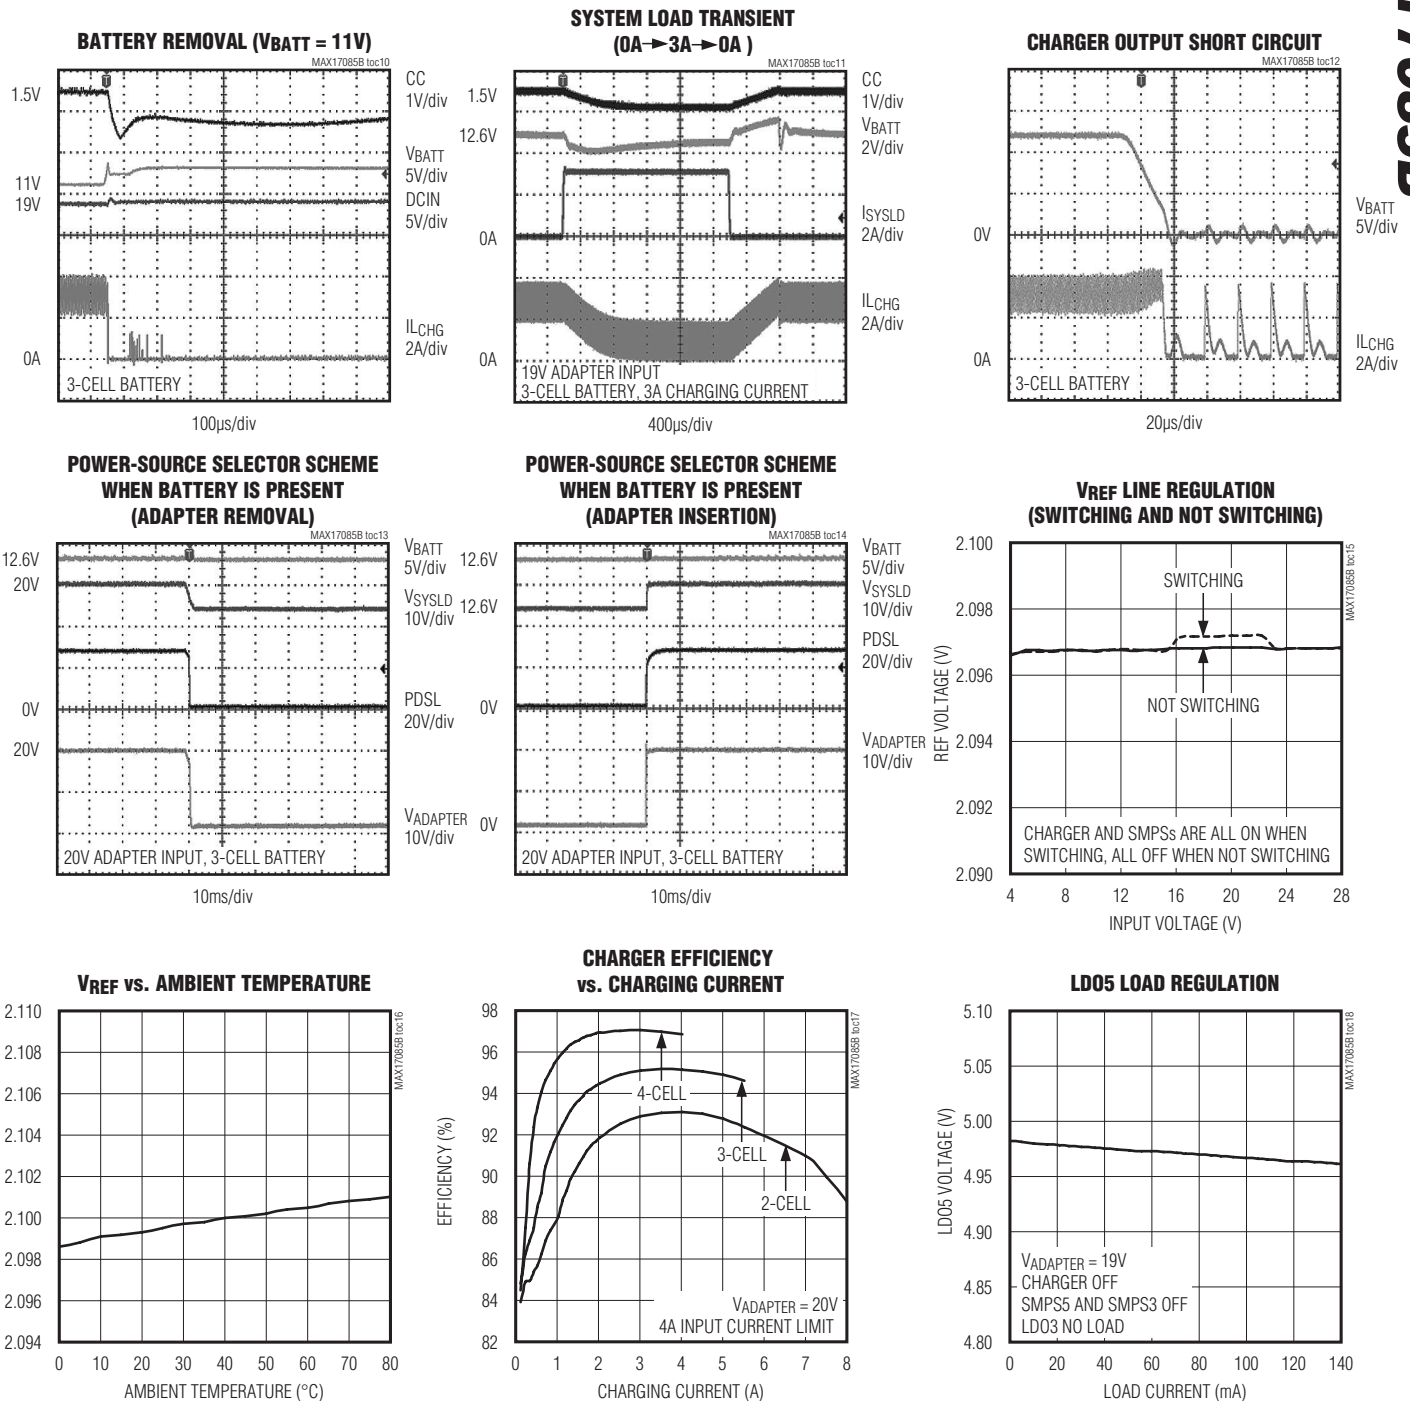 BATTERY REMOVAL (VBATT = 11V)
MAX17085B toc10
1.5V
11V
19V
0A
CC
1V/div
VBATT
5V/div
DCIN
5V/div
ILCHG
2A/div
3-CELL BATTERY
100µs/div
SYSTEM LOAD TRANSIENT
(0A→3A→0A )
MAX17085B toc11
1.5V
12.6V
0A
0A
CC
1V/div
VBATT
2V/div
ISYSLD
2A/div
ILCHG
2A/div
19V ADAPTER INPUT
3-CELL BATTERY, 3A CHARGING CURRENT
400µs/div
CHARGER OUTPUT SHORT CIRCUIT
MAX17085B toc12
0V
0A
VBATT
5V/div
ILCHG
2A/div
3-CELL BATTERY
20µs/div
POWER-SOURCE SELECTOR SCHEME
WHEN BATTERY IS PRESENT
(ADAPTER REMOVAL)
MAX17085B toc13
12.6V
20V
0V
20V
VBATT
5V/div
VSYSLD
10V/div
PDSL
20V/div
VADAPTER
10V/div
20V ADAPTER INPUT, 3-CELL BATTERY
10ms/div
POWER-SOURCE SELECTOR SCHEME
WHEN BATTERY IS PRESENT
(ADAPTER INSERTION)
MAX17085B toc14
12.6V
12.6V
0V
0V
VBATT
5V/div
VSYSLD
10V/div
PDSL
20V/div
VADAPTER
10V/div
20V ADAPTER INPUT, 3-CELL BATTERY
10ms/div
VREF LINE REGULATION
(SWITCHING AND NOT SWITCHING)
MAX17085B toc15
REF VOLTAGE (V)
2.100
2.098
2.096
2.094
2.092
2.090
SWITCHING
NOT SWITCHING
CHARGER AND SMPSs ARE ALL ON WHEN
SWITCHING, ALL OFF WHEN NOT SWITCHING
4 8 12 16 20 24 28
INPUT VOLTAGE (V)
VREF vs. AMBIENT TEMPERATURE
MAX17085B toc16
2.110
2.108
2.106
2.104
2.102
2.100
2.098
2.096
2.094
0 10 20 30 40 50 60 70 80
AMBIENT TEMPERATURE (°C)
CHARGER EFFICIENCY
vs. CHARGING CURRENT
MAX17085B toc17
EFFICIENCY (%)
98
96
94
92
90
88
86
84
82
4-CELL
3-CELL
2-CELL
VADAPTER = 20V
4A INPUT CURRENT LIMIT
0 1 2 3 4 5 6 7 8
CHARGING CURRENT (A)
LDO5 LOAD REGULATION
MAX17085B toc18
LDO5 VOLTAGE (V)
5.10
5.05
5.00
4.95
4.90
4.85
4.80
VADAPTER = 19V
CHARGER OFF
SMPS5 AND SMPS3 OFF
LDO3 NO LOAD
0 20 40 60 80 100 120 140
LOAD CURRENT (mA)